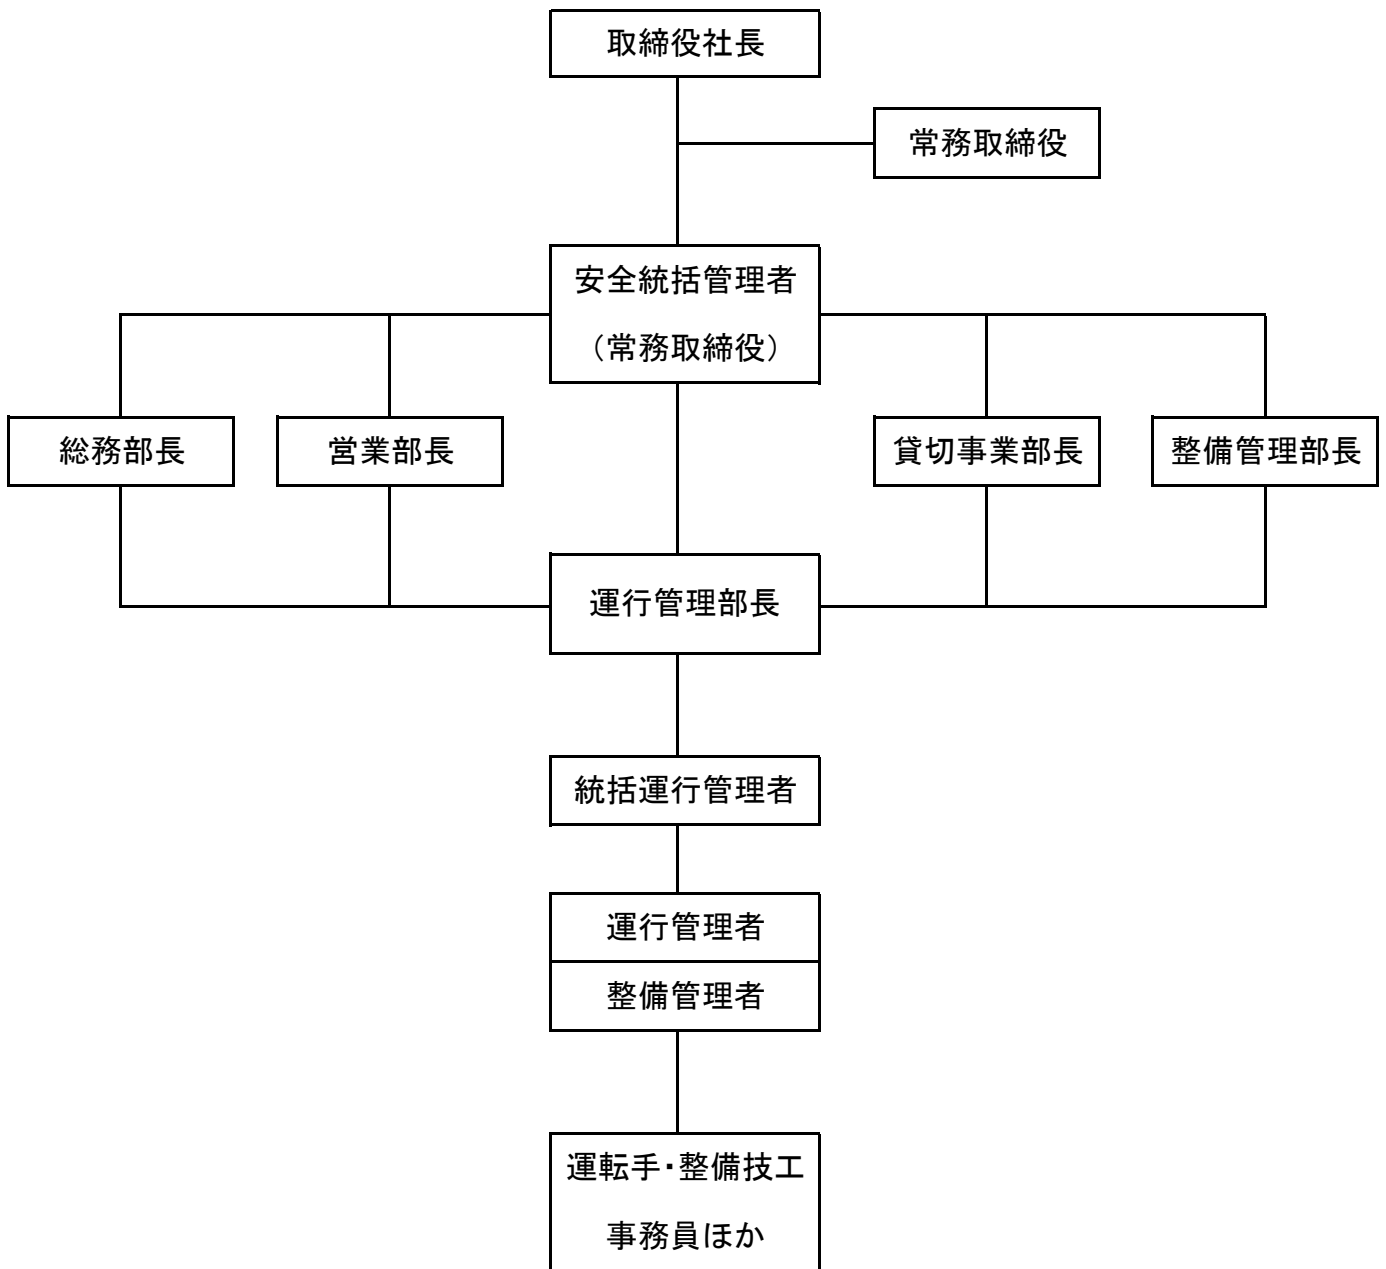 取締役社長
常務取締役
安全統括管理者
（常務取締役）
総務部長
営業部長
貸切事業部長
整備管理部長
運行管理部長
統括運行管理者
運行管理者
整備管理者
運転手・整備技工
事務員ほか